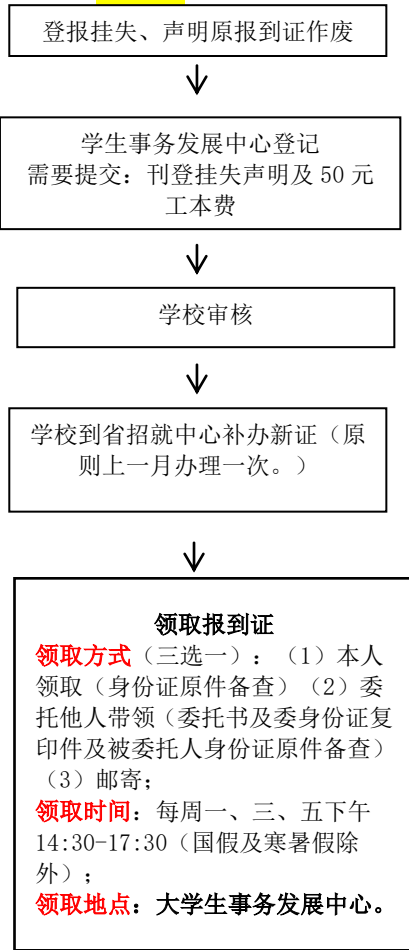 登报挂失、声明原报到证作废
学生事务发展中心登记
需要提交：刊登挂失声明及 50 元
工本费
学校审核
学校到省招就中心补办新证（原
则上一月办理一次。）
领取报到证
领取方式（三选一）：（1）本人
领取（身份证原件备查）（2）委
托他人带领（委托书及委身份证复
印件及被委托人身份证原件备查）
（3）邮寄；
领取时间：每周一、三、五下午
14:30-17:30（国假及寒暑假除
外）；
领取地点：大学生事务发展中心。